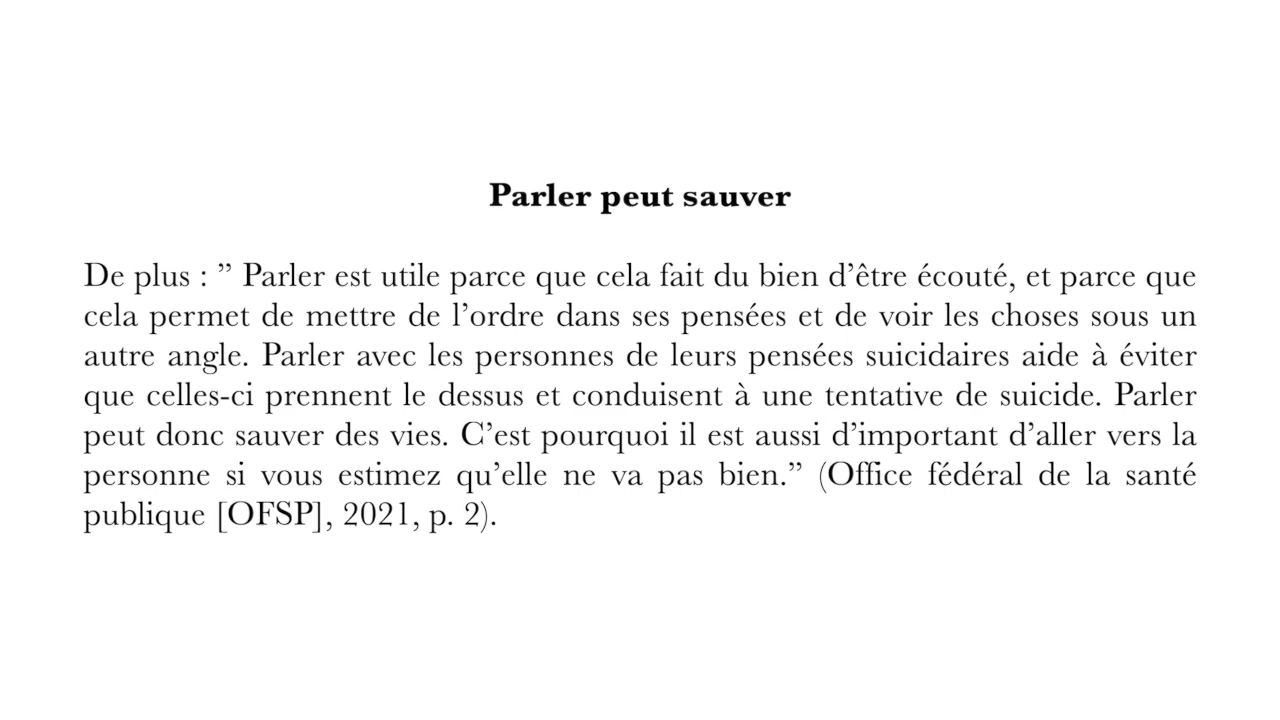 Parler peut sauver
De plus : ” Parler est utile parce que cela fait du bien d’être écouté, et parce que
cela permet de mettre de l’ordre dans ses pensées et de voir les choses sous un
autre angle. Parler avec les personnes de leurs pensées suicidaires aide à éviter
que celles-ci prennent le dessus et conduisent à une tentative de suicide. Parler
peut donc sauver des vies. C’est pourquoi il est aussi d’important d’aller vers la
personne si vous estimez qu’elle ne va pas bien.” (Office fédéral de la santé
publique [OFSP], 2021, p. 2).